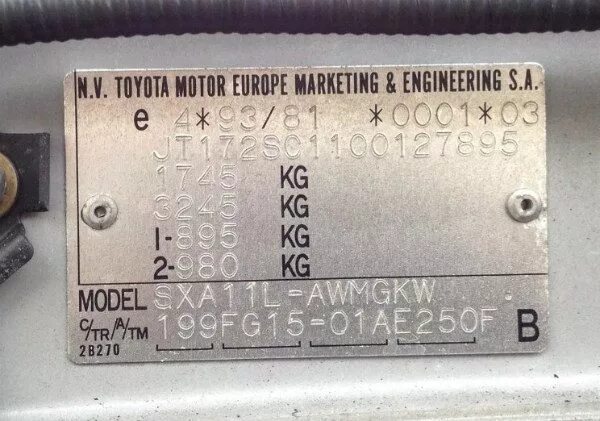 N.V. TOYOTA MOTOR EUROPE MARKETING & ENGINEERING S.A.
e 4*93/81 *0001*03
JT172SC1100127895
1745 KG
3245 KG
1-895 KG
2-980 KG
MODEL SXA11L-AWMGKW
C/TR/A/TM 199FG15-01AE250F B
2B270